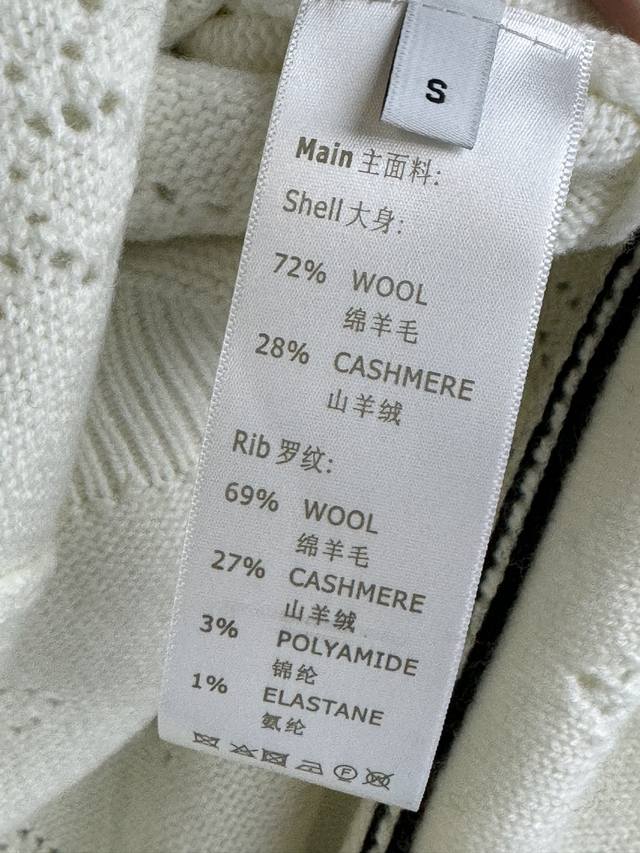 S
Main 主面料:
Shell 大身:
72% WOOL
绵羊毛
28% CASHMERE
山羊绒
Rib 罗纹:
69% WOOL
绵羊毛
27% CASHMERE
山羊绒
3% POLYAMIDE
锦纶
1% ELASTANE
氨纶
F